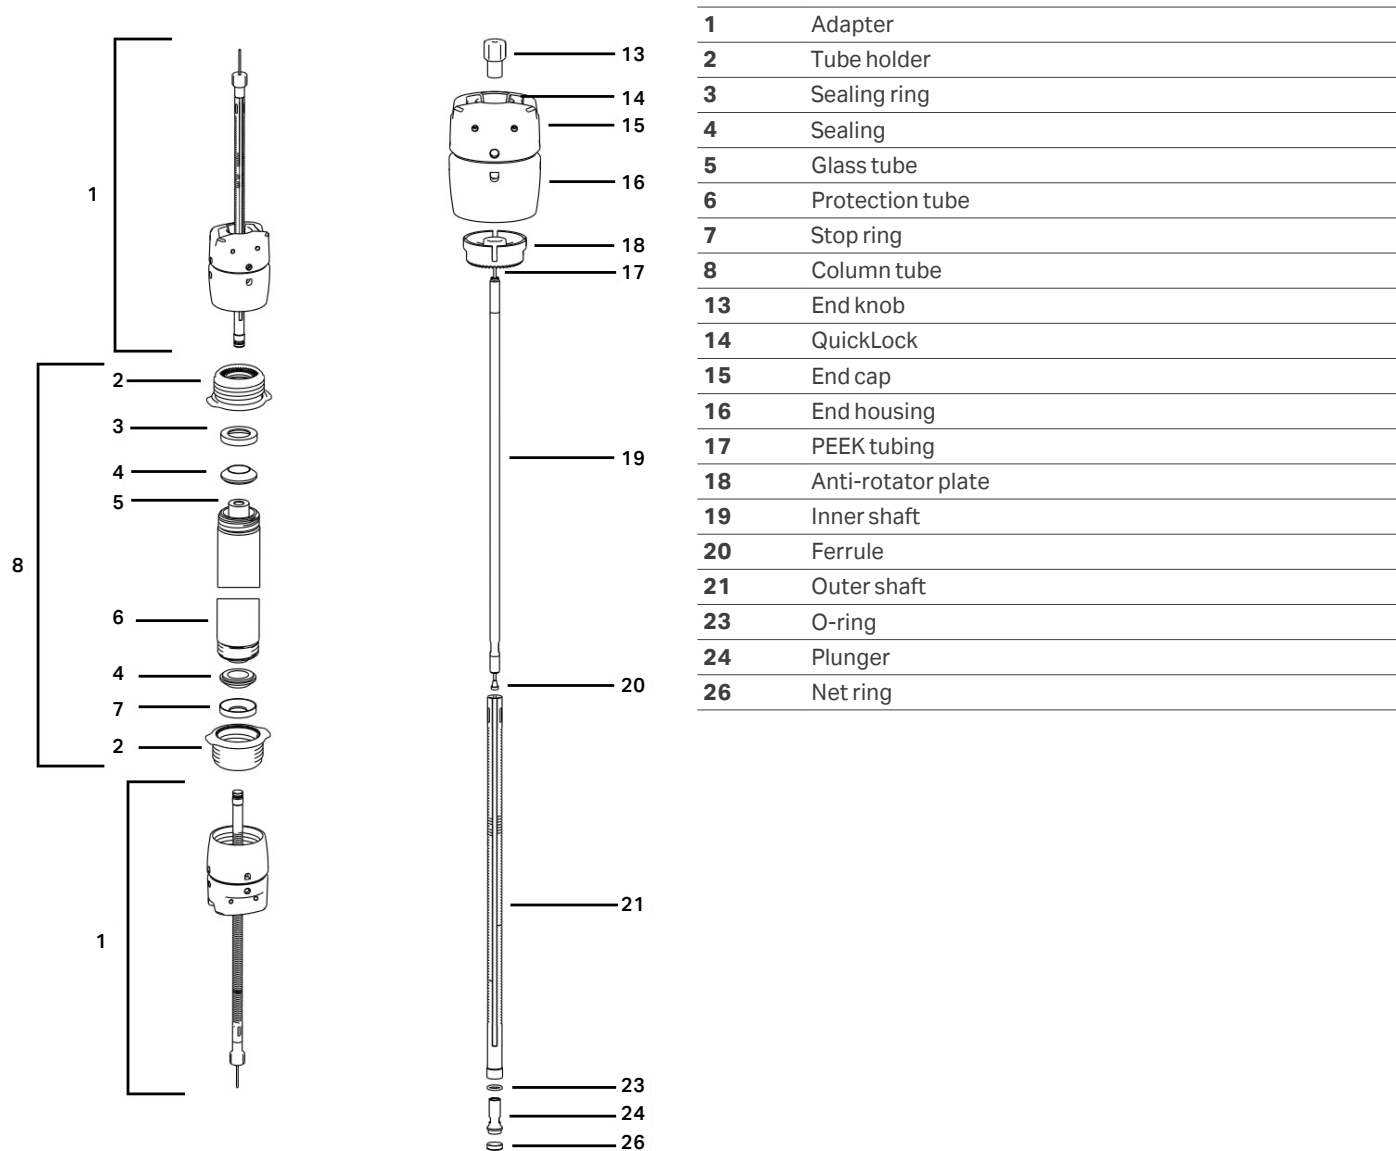 1
2
3
4
5
8
6
4
7
2
1
13
14
15
16
18
17
19
20
21
23
24
26
1 Adapter
2 Tube holder
3 Sealing ring
4 Sealing
5 Glass tube
6 Protection tube
7 Stop ring
8 Column tube
13 End knob
14 QuickLock
15 End cap
16 End housing
17 PEEK tubing
18 Anti-rotator plate
19 Inner shaft
20 Ferrule
21 Outer shaft
23 O-ring
24 Plunger
26 Net ring